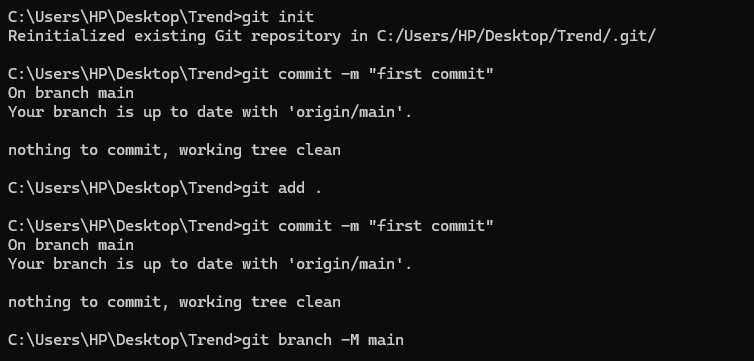 C:\Users\HP\Desktop\Trend>git init
Reinitialized existing Git repository in C:/Users/HP/Desktop/Trend/.git/
C:\Users\HP\Desktop\Trend>git commit -m "first commit"
On branch main
Your branch is up to date with 'origin/main'.
nothing to commit, working tree clean
C:\Users\HP\Desktop\Trend>git add .
C:\Users\HP\Desktop\Trend>git commit -m "first commit"
On branch main
Your branch is up to date with 'origin/main'.
nothing to commit, working tree clean
C:\Users\HP\Desktop\Trend>git branch -M main